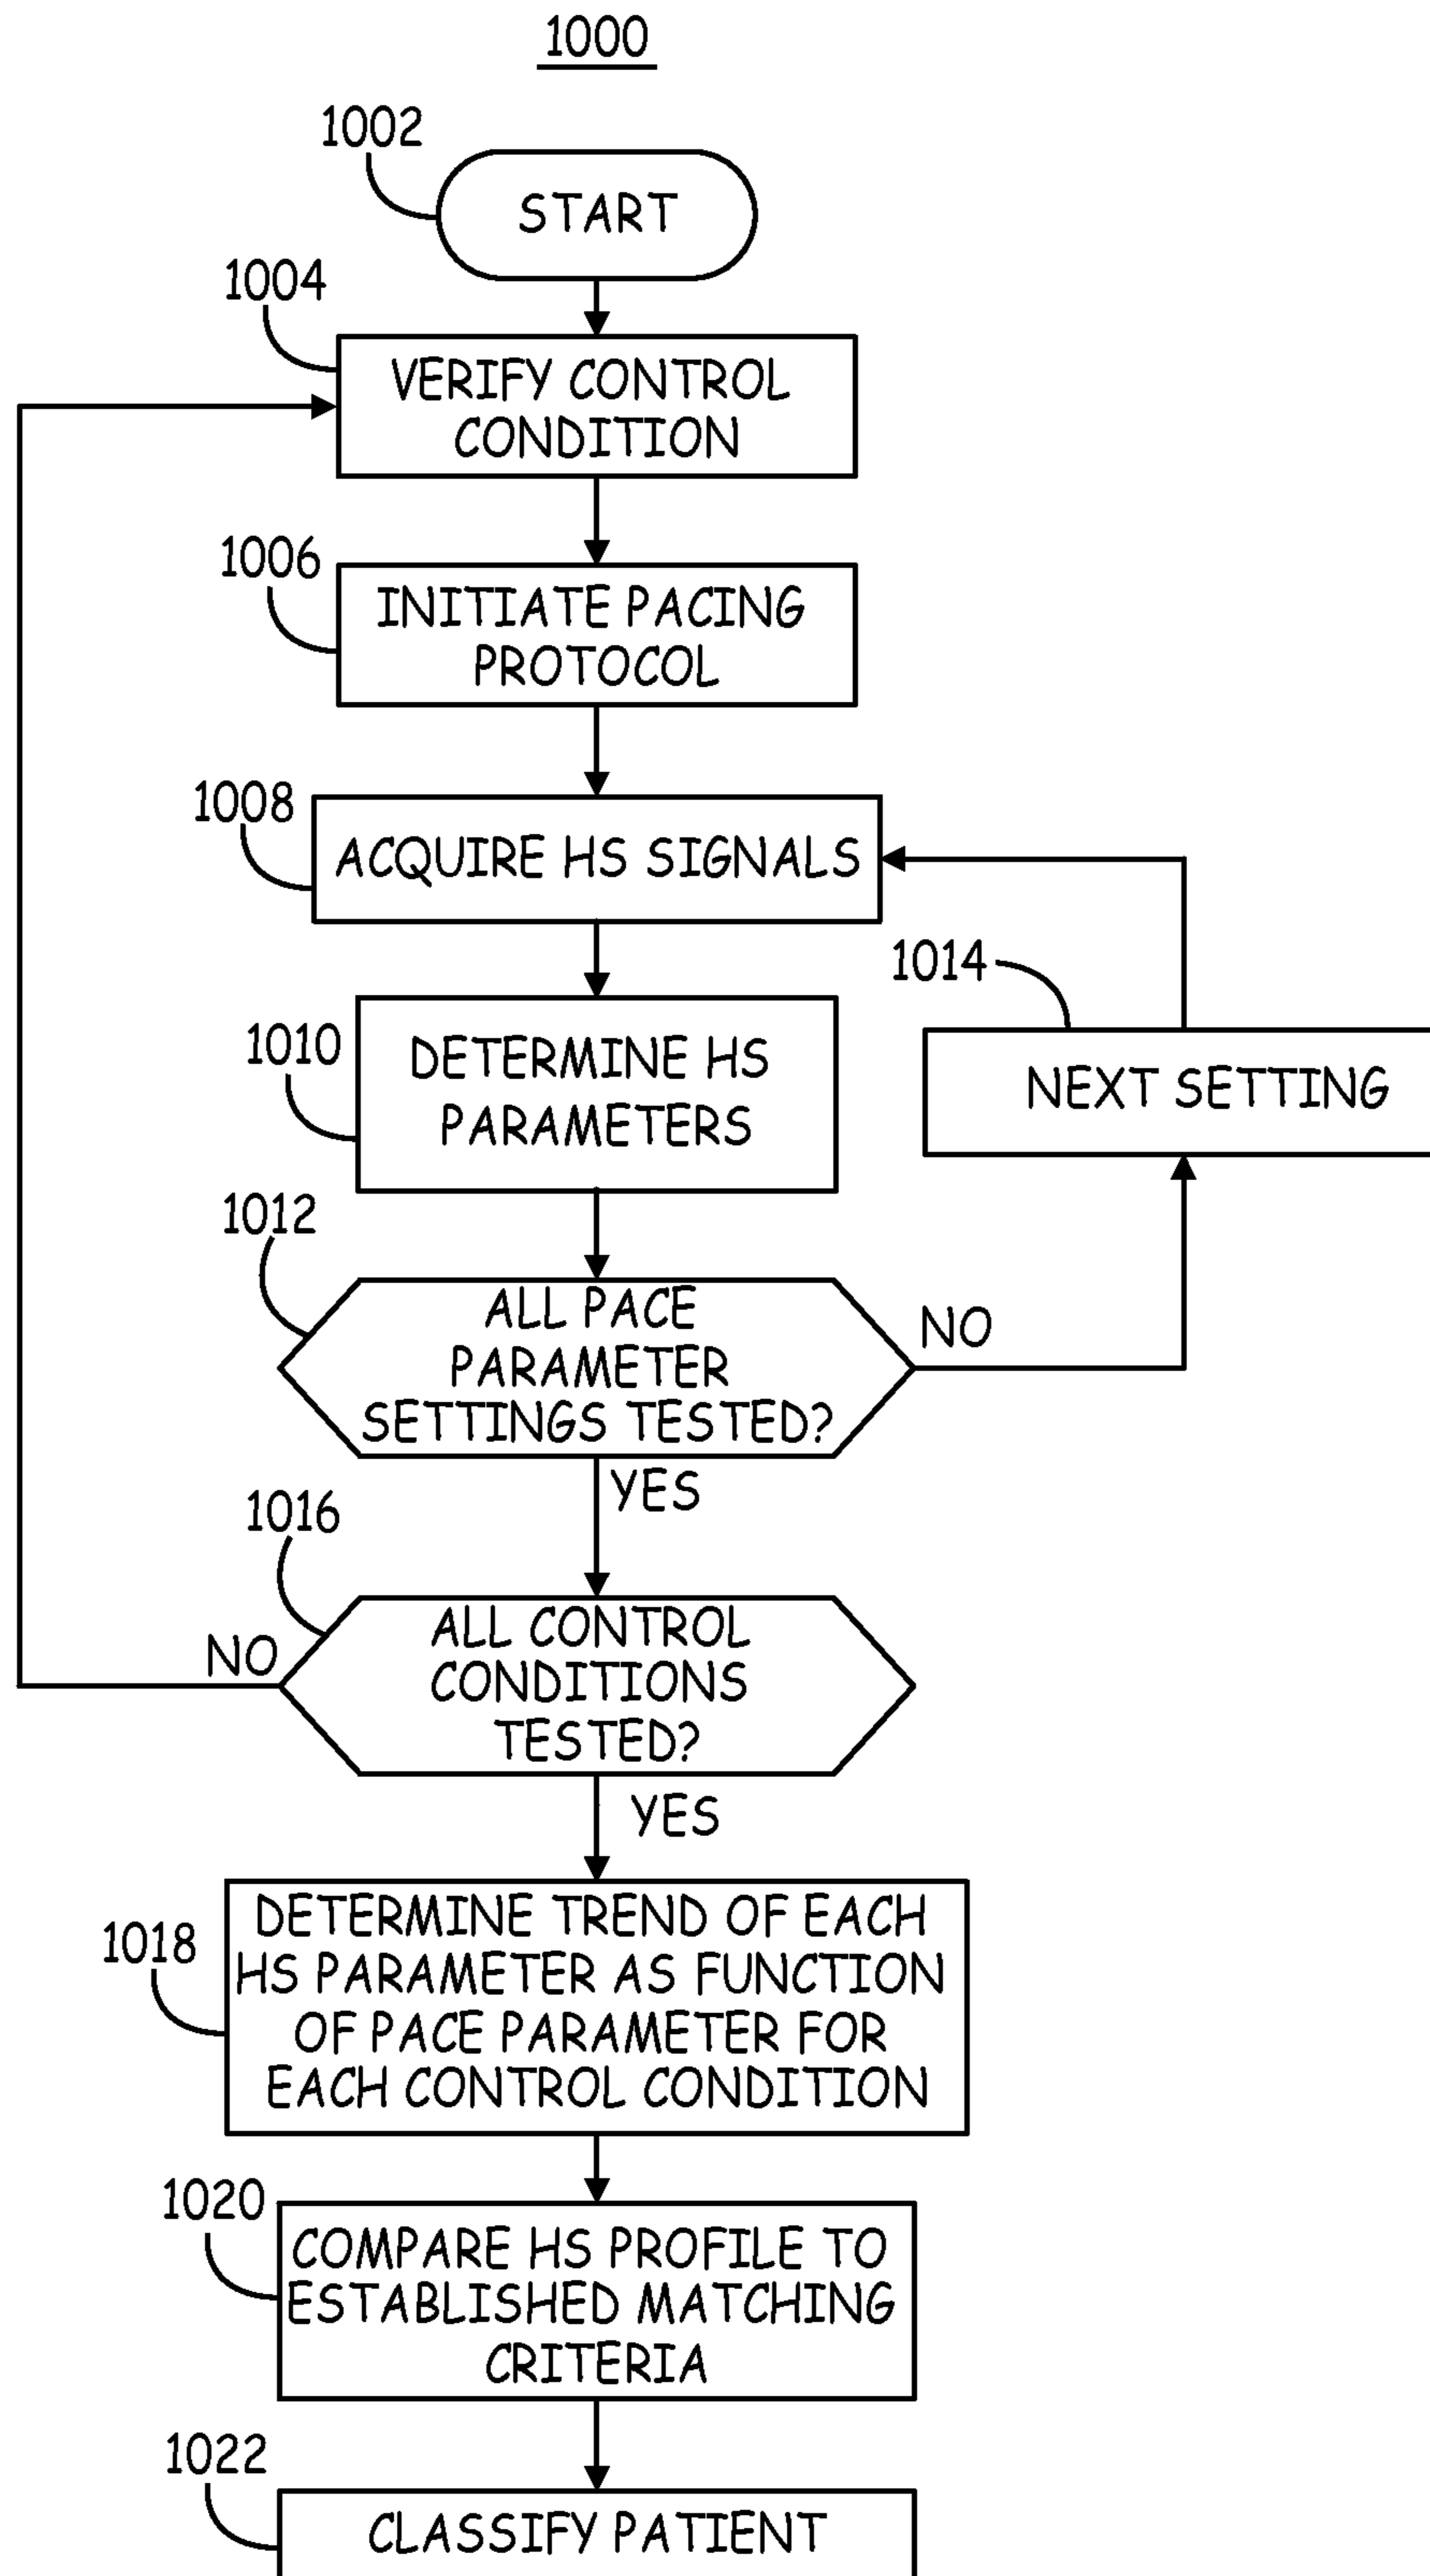 1000
1002
START
1004
VERIFY CONTROL
CONDITION
1006
INITIATE PACING
PROTOCOL
1008
ACQUIRE HS SIGNALS
1014
NEXT SETTING
1010
DETERMINE HS
PARAMETERS
1012
ALL PACE
PARAMETER
SETTINGS TESTED?
NO
YES
1016
ALL CONTROL
CONDITIONS
TESTED?
NO
YES
1018
DETERMINE TREND OF EACH
HS PARAMETER AS FUNCTION
OF PACE PARAMETER FOR
EACH CONTROL CONDITION
1020
COMPARE HS PROFILE TO
ESTABLISHED MATCHING
CRITERIA
1022
CLASSIFY PATIENT